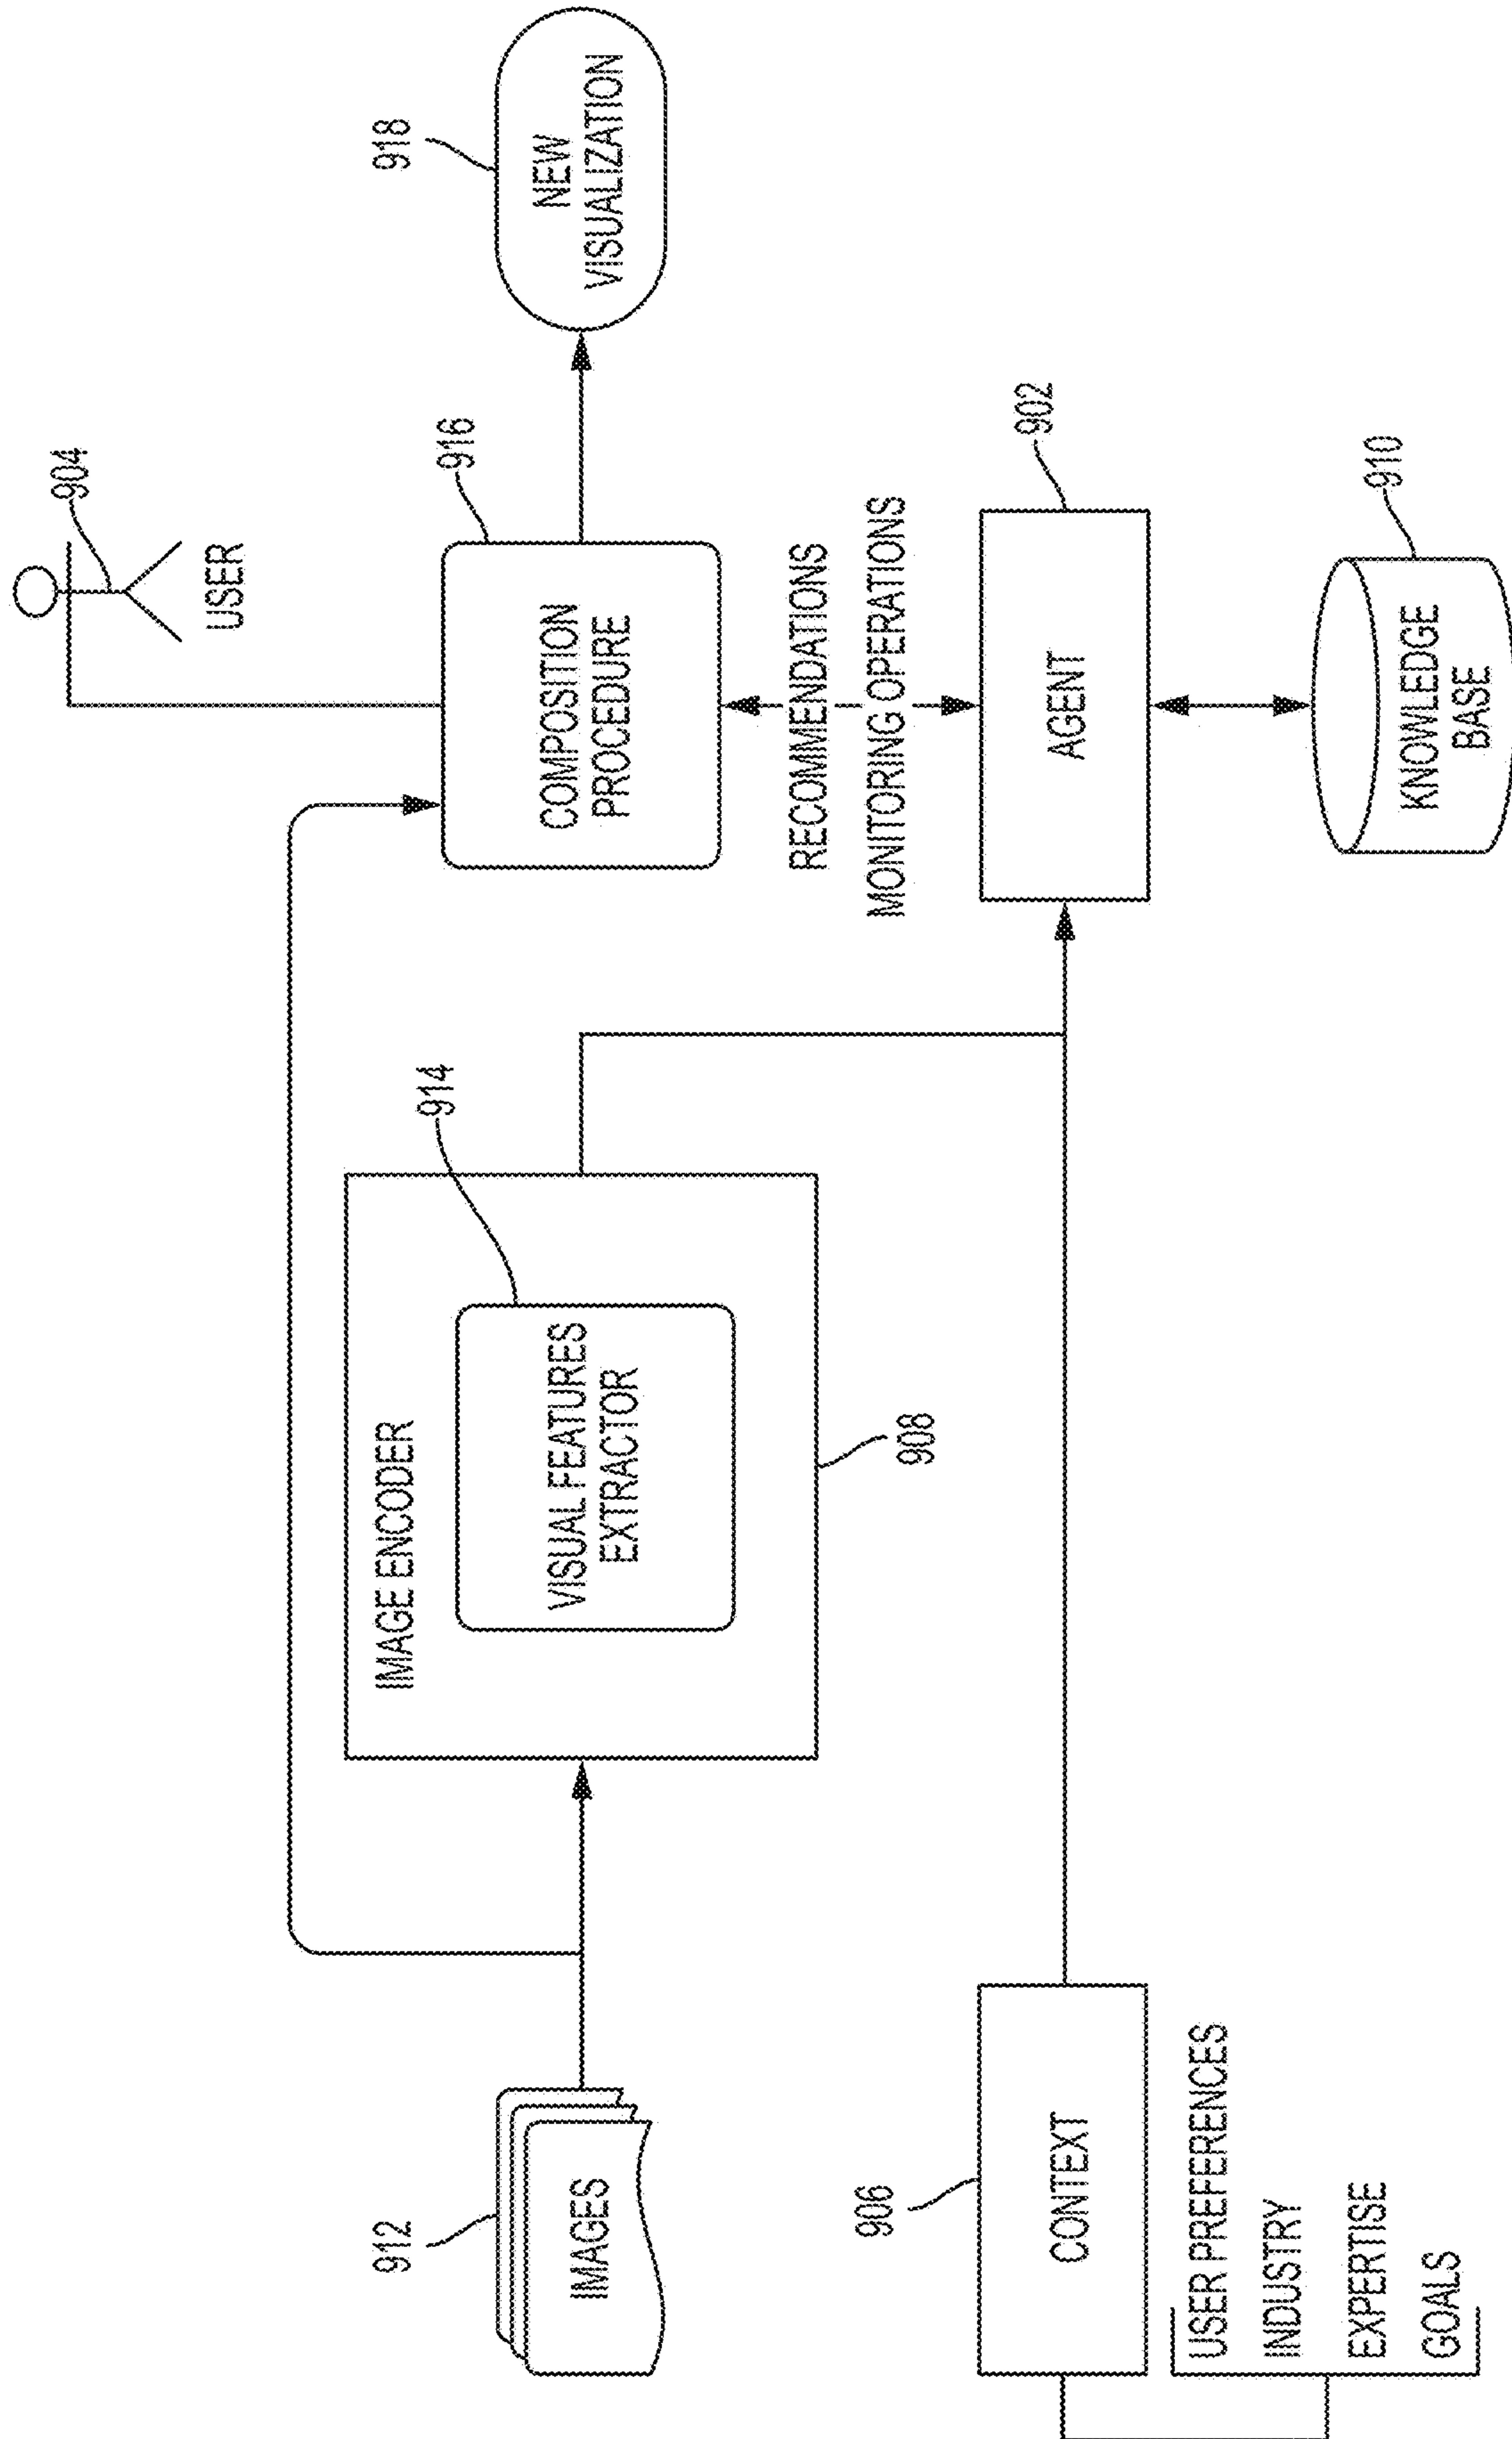 904
USER
912
IMAGES
IMAGE ENCODER
914
VISUAL FEATURES
EXTRACTOR
908
916
COMPOSITION
PROCEDURE
918
NEW
VISUALIZATION
RECOMMENDATIONS
MONITORING OPERATIONS
906
CONTEXT
902
AGENT
USER PREFERENCES
INDUSTRY
EXPERTISE
GOALS
910
KNOWLEDGE
BASE